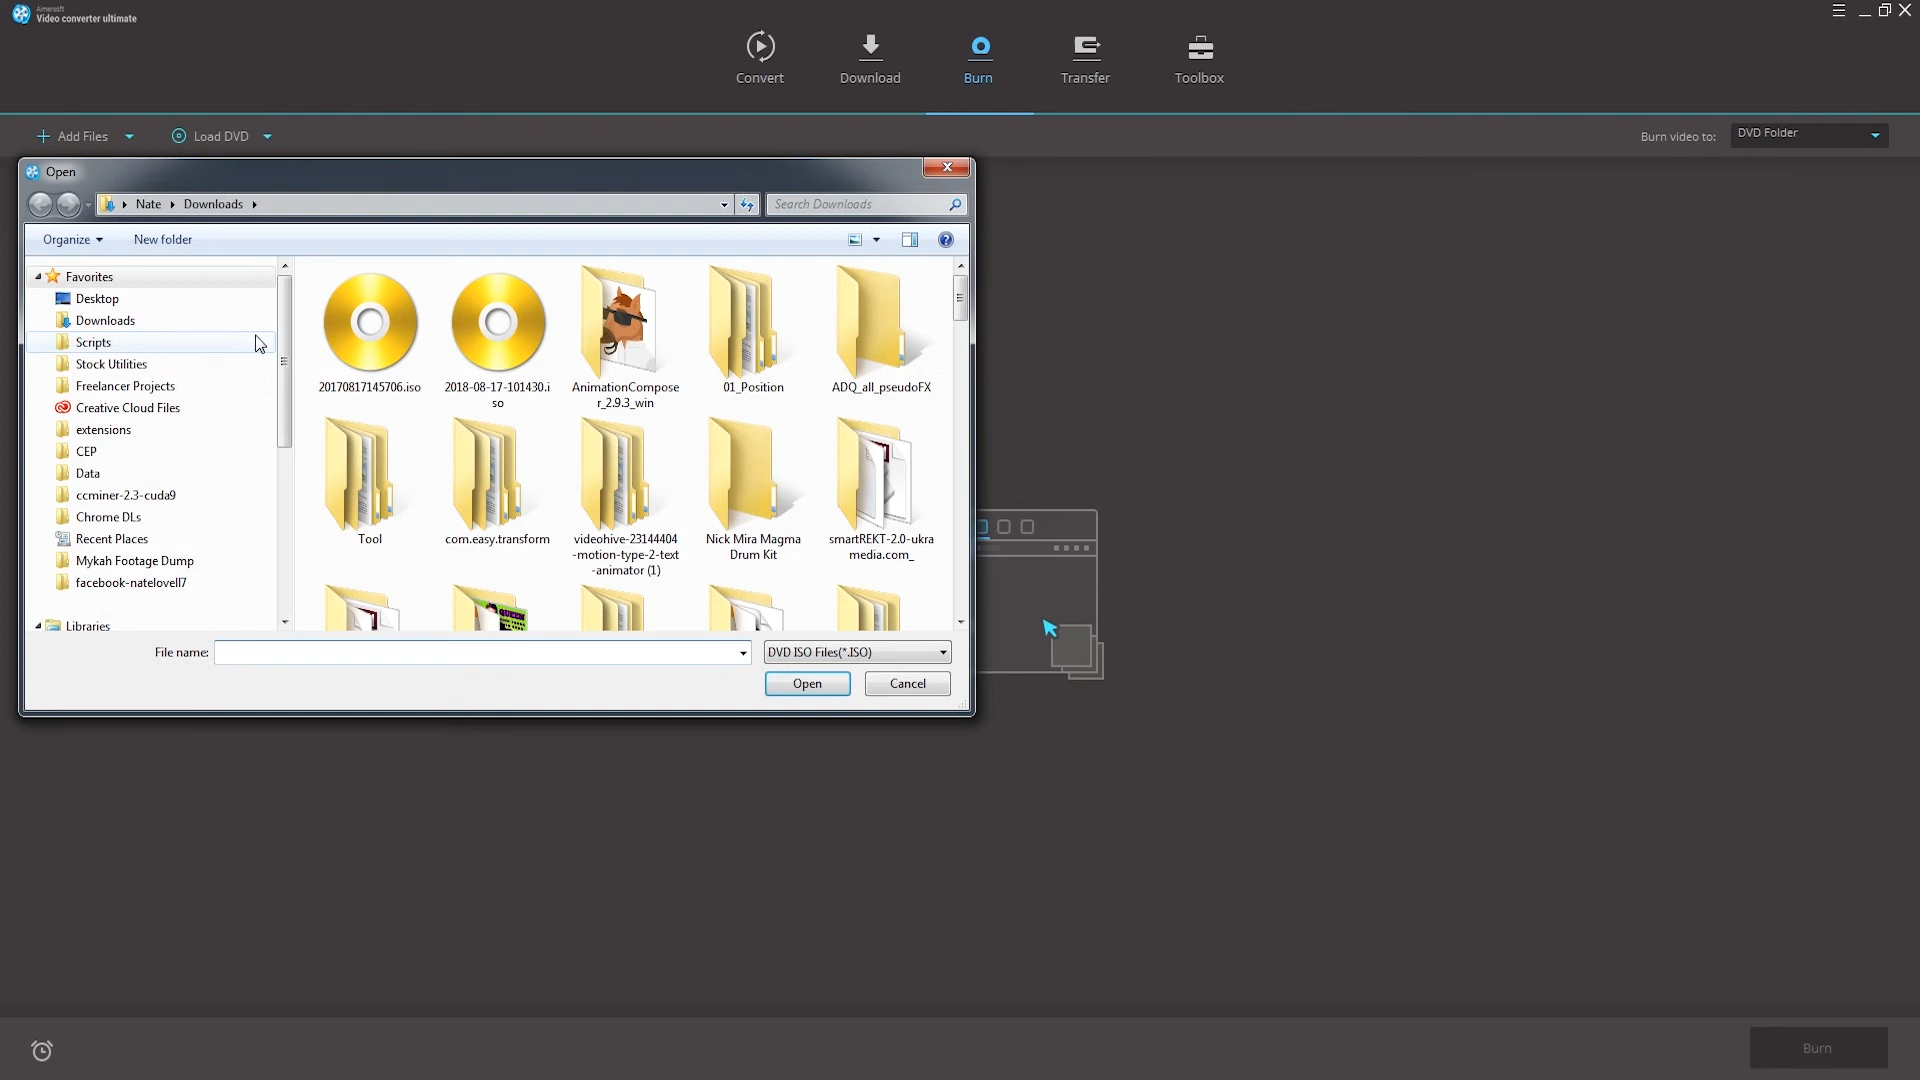 Aimersoft
Video converter ultimate
Convert
Download
Burn
Transfer
Toolbox
Add Files
Load DVD
Burn video to:
DVD Folder
Open
Nate
Downloads
Search Downloads
Organize
New folder
Favorites
Desktop
Downloads
Scripts
Stock Utilities
Freelancer Projects
Creative Cloud Files
extensions
CEP
Data
ccminer-2.3-cuda9
Chrome DLs
Recent Places
Mykah Footage Dump
facebook-natelovell7
Libraries
20170817145706.iso
2018-08-17-101430.i
so
AnimationCompose
r_2.9.3_win
01_Position
ADQ_all_pseudoFX
Tool
com.easy.transform
videohive-23144404
-motion-type-2-text
-animator (1)
Nick Mira Magma
Drum Kit
smartREKT-2.0-ukra
media.com_
File name:
DVD ISO Files(*.ISO)
Open
Cancel
Burn